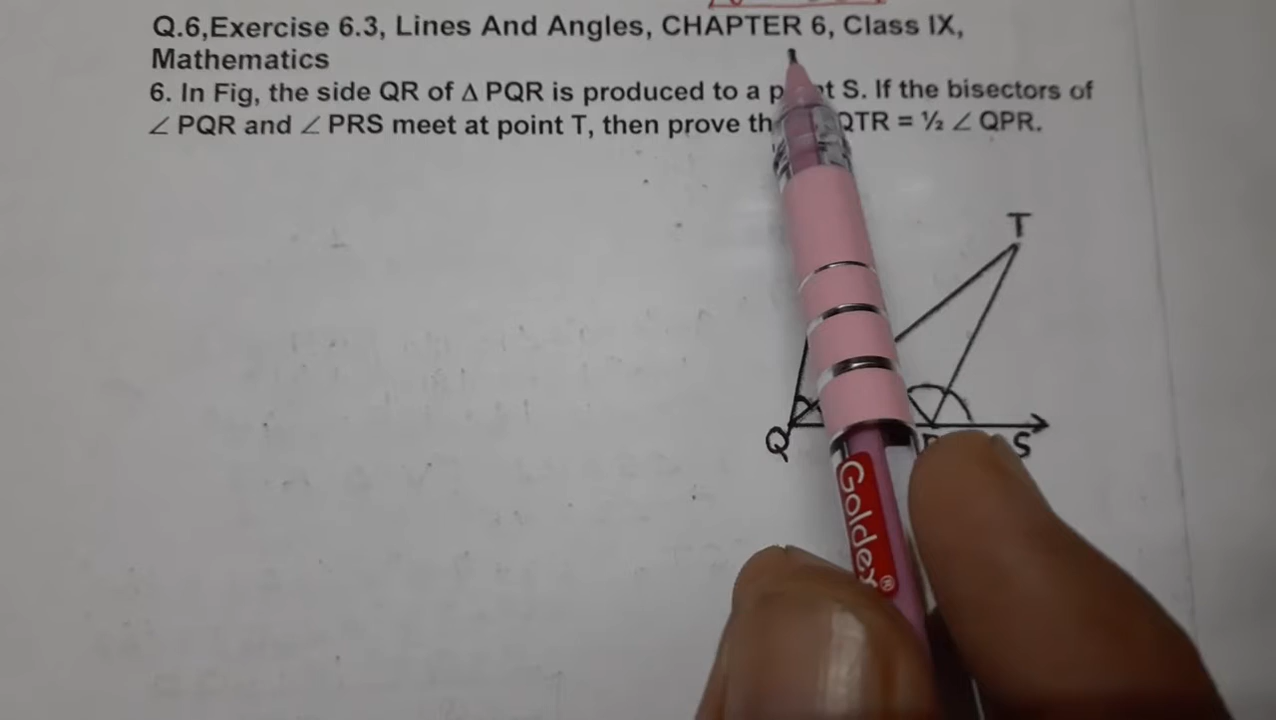 Q.6,Exercise 6.3, Lines And Angles, CHAPTER 6, Class IX,
Mathematics
6. In Fig, the side QR of Δ PQR is produced to a S. If the bisectors of
∠ PQR and ∠ PRS meet at point T, then prove QTR = ½ ∠ QPR.
T
Q
S
Goldex®